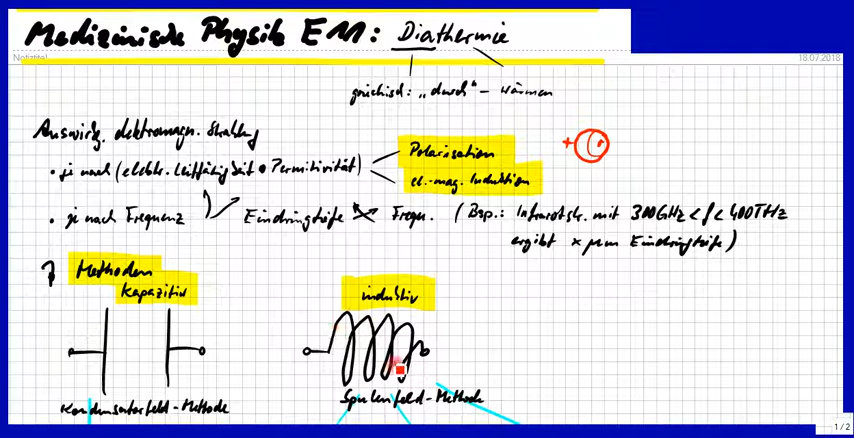 Medizinische Physik EM: Diathermie
Notiztitel
18.07.2018
griechisch: „durch" - wärmen
Auswirk. elektromagn. Strahlung
• je nach (elektr. Leitfähigkeit • Permitivität)
Polarisation
el.-mag. Induktion
+
• je nach Frequenz
Eindringtiefe
Frequ.
(Bsp.: Infrarotstr. mit 300GHz < f < 400THz
ergibt x µm Eindringtiefe)
Methoden
Kapazitiv
induktiv
Kondensatorfeld-Methode
Spulenfeld-Methode
1 / 2